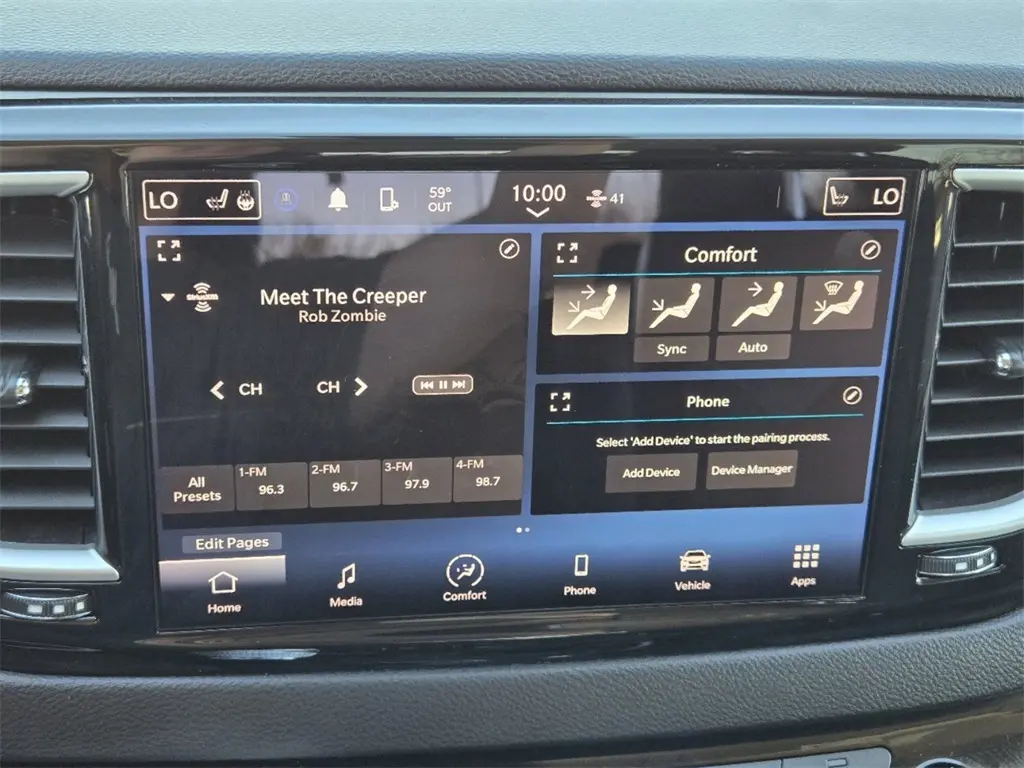 LO
59°
OUT
10:00
SiriusXM 41
LO
SiriusXM
Meet The Creeper
Rob Zombie
CH
CH
All
Presets
1-FM
96.3
2-FM
96.7
3-FM
97.9
4-FM
98.7
Comfort
Sync
Auto
Phone
Select 'Add Device' to start the pairing process.
Add Device
Device Manager
Edit Pages
Home
Media
Comfort
Phone
Vehicle
Apps